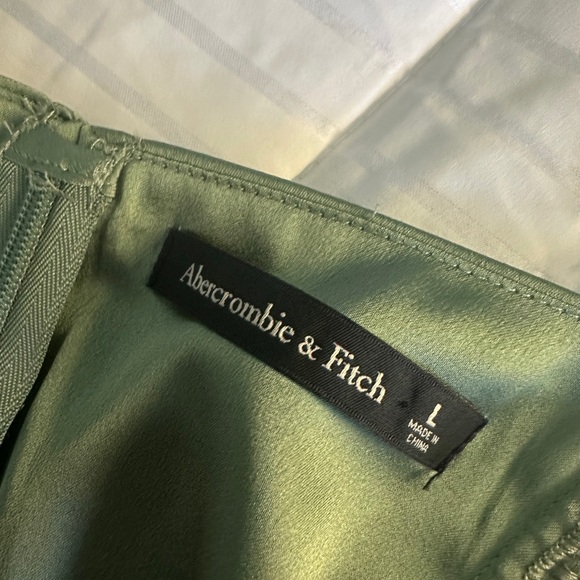 Abercrombie & Fitch
L
MADE IN
CHINA